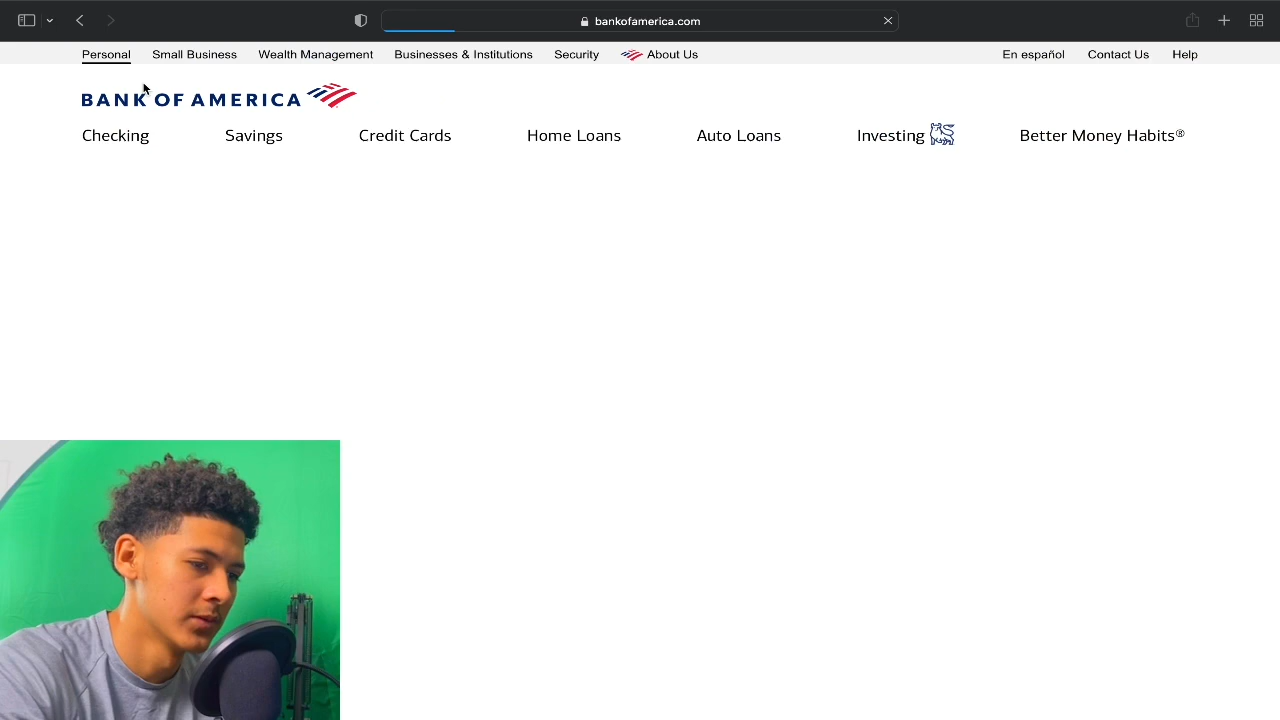 bankofamerica.com
Personal Small Business Wealth Management Businesses & Institutions Security About Us En español Contact Us Help
BANK OF AMERICA
Checking Savings Credit Cards Home Loans Auto Loans Investing Better Money Habits®